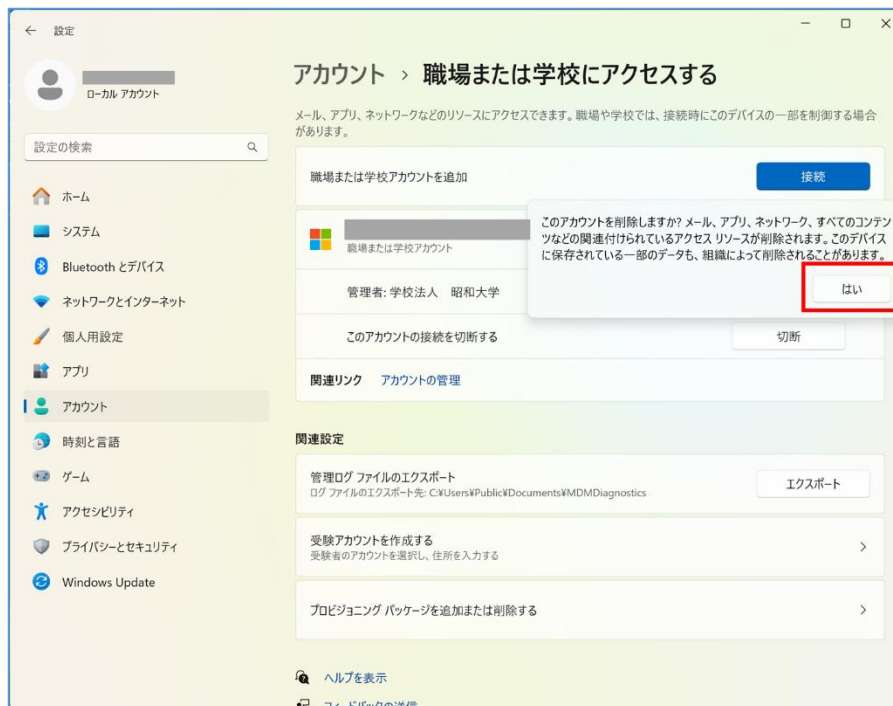 設定
ローカル アカウント
設定の検索
ホーム
システム
Bluetooth とデバイス
ネットワークとインターネット
個人用設定
アプリ
アカウント
時刻と言語
ゲーム
アクセシビリティ
プライバシーとセキュリティ
Windows Update
アカウント › 職場または学校にアクセスする
メール、アプリ、ネットワークなどのリソースにアクセスできます。職場や学校では、接続時にこのデバイスの一部を制御する場合
があります。
職場または学校アカウントを追加
接続
職場または学校アカウント
このアカウントを削除しますか? メール、アプリ、ネットワーク、すべてのコンテン
ツなどの関連付けられているアクセス リソースが削除されます。このデバイス
に保存されている一部のデータも、組織によって削除されることがあります。
はい
管理者: 学校法人　昭和大学
このアカウントの接続を切断する
切断
関連リンク アカウントの管理
関連設定
管理ログ ファイルのエクスポート
ログ ファイルのエクスポート先: C:¥Users¥Public¥Documents¥MDMDiagnostics
エクスポート
受験アカウントを作成する
受験者のアカウントを選択し、住所を入力する
プロビジョニング パッケージを追加または削除する
ヘルプを表示
フィードバックの送信